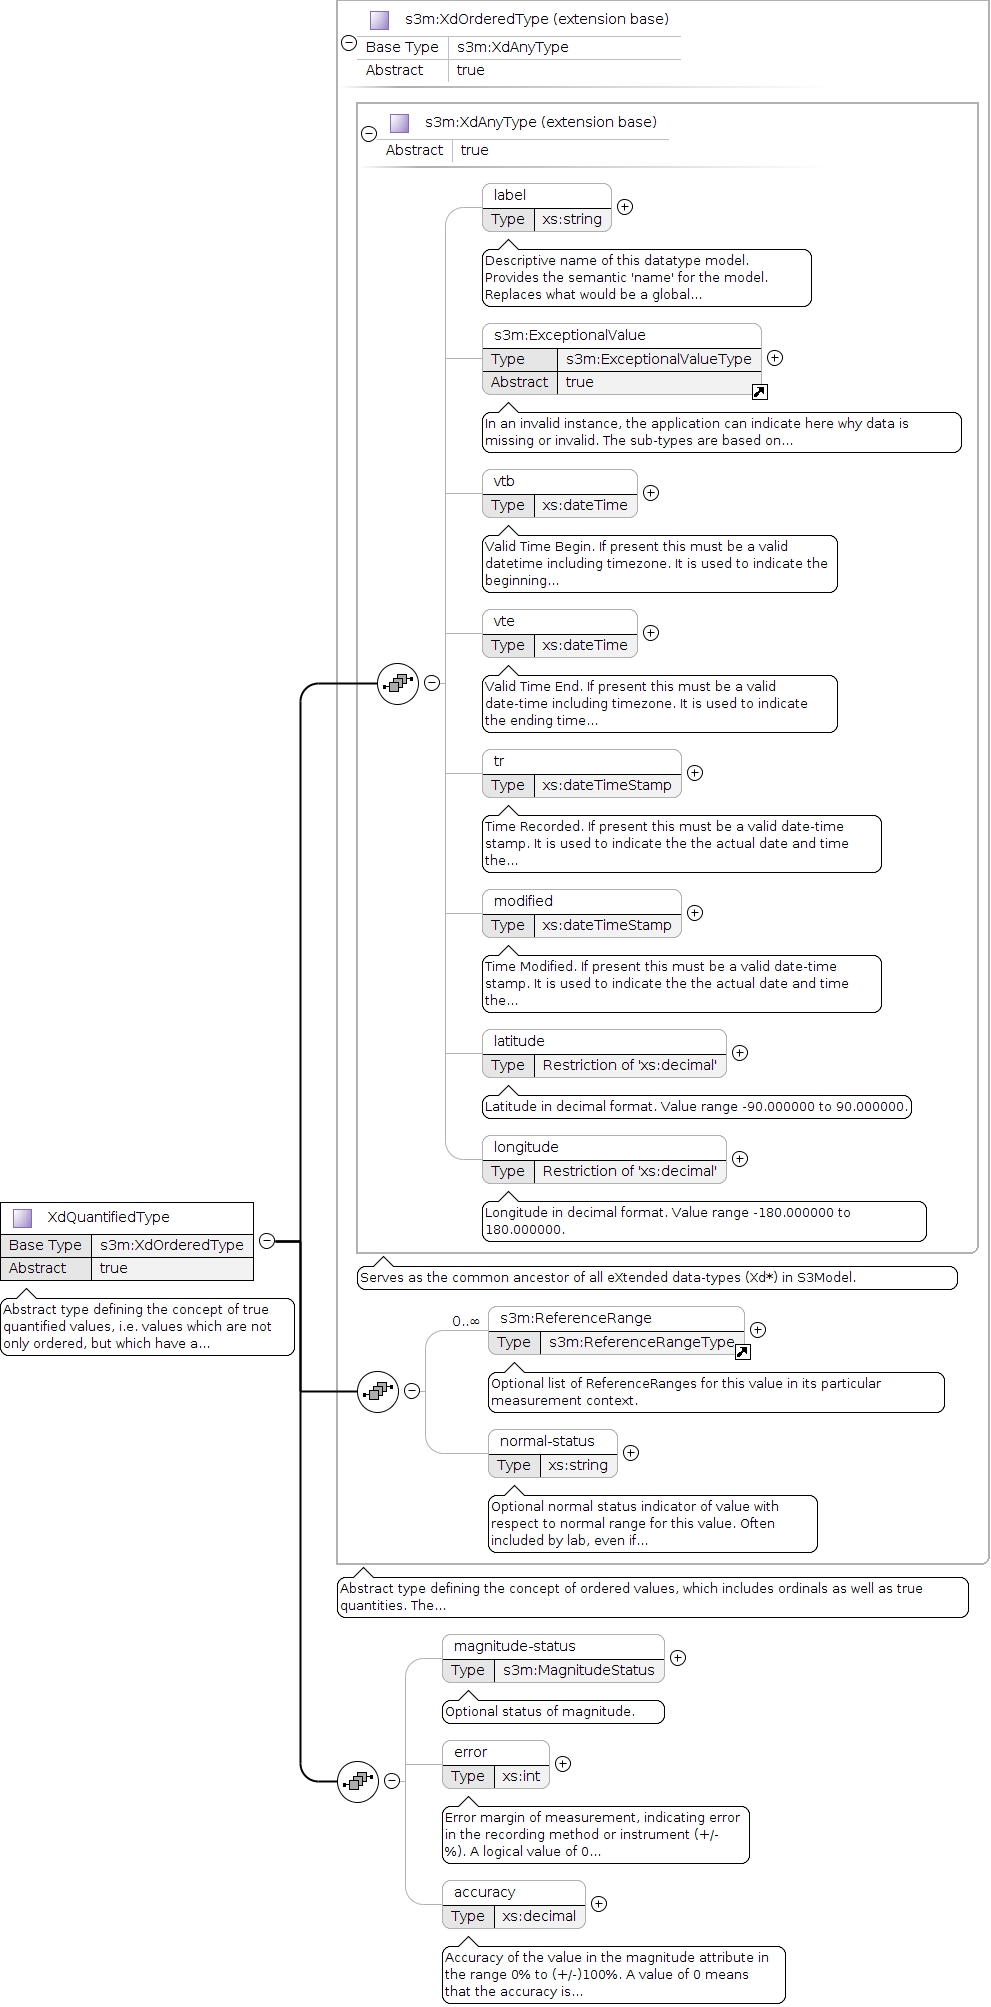 s3m:XdOrderedType (extension base)
Base Type s3m:XdAnyType
Abstract true
s3m:XdAnyType (extension base)
Abstract true
label
Type xs:string
Descriptive name of this datatype model.
Provides the semantic 'name' for the model.
Replaces what would be a global...
s3m:ExceptionalValue
Type s3m:ExceptionalValueType
Abstract true
In an invalid instance, the application can indicate here why data is
missing or invalid. The sub-types are based on...
vtb
Type xs:dateTime
Valid Time Begin. If present this must be a valid
datetime including timezone. It is used to indicate the
beginning...
vte
Type xs:dateTime
Valid Time End. If present this must be a valid
date-time including timezone. It is used to indicate
the ending time...
tr
Type xs:dateTimeStamp
Time Recorded. If present this must be a valid date-time
stamp. It is used to indicate the the actual date and time
the...
modified
Type xs:dateTimeStamp
Time Modified. If present this must be a valid date-time
stamp. It is used to indicate the the actual date and time
the...
latitude
Type Restriction of 'xs:decimal'
Latitude in decimal format. Value range -90.000000 to 90.000000.
longitude
Type Restriction of 'xs:decimal'
Longitude in decimal format. Value range -180.000000 to
180.000000.
XdQuantifiedType
Base Type s3m:XdOrderedType
Abstract true
Abstract type defining the concept of true
quantified values, i.e. values which are not
only ordered, but which have a...
Serves as the common ancestor of all eXtended data-types (Xd*) in S3Model.
0..∞
s3m:ReferenceRange
Type s3m:ReferenceRangeType
Optional list of ReferenceRanges for this value in its particular
measurement context.
normal-status
Type xs:string
Optional normal status indicator of value with
respect to normal range for this value. Often
included by lab, even if...
Abstract type defining the concept of ordered values, which includes ordinals as well as true
quantities. The...
magnitude-status
Type s3m:MagnitudeStatus
Optional status of magnitude.
error
Type xs:int
Error margin of measurement, indicating error
in the recording method or instrument (+/-
%). A logical value of 0...
accuracy
Type xs:decimal
Accuracy of the value in the magnitude attribute in
the range 0% to (+/-)100%. A value of 0 means
that the accuracy is...